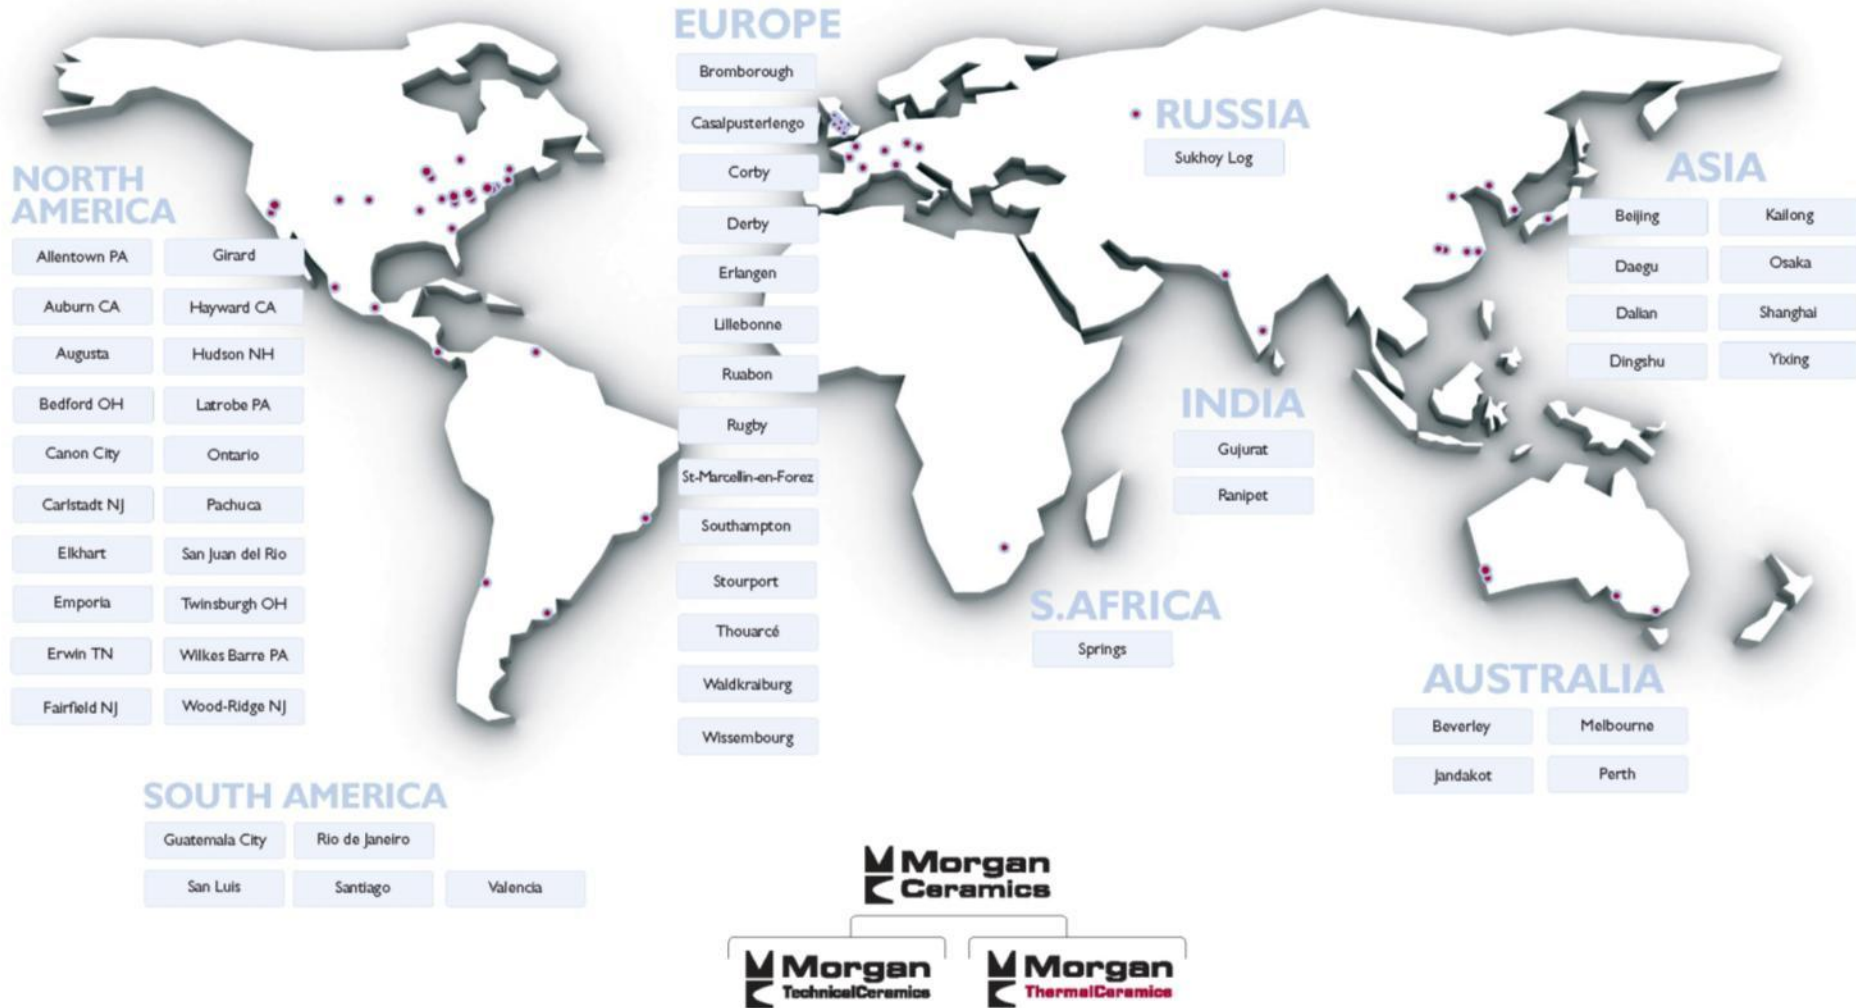 EUROPE
Bromborough
Casalpusterlengo
Corby
Derby
Erlangen
Lillebonne
Ruabon
Rugby
St-Marcellin-en-Forez
Southampton
Stourport
Thouarcé
Waldkraiburg
Wissembourg
RUSSIA
Sukhoy Log
ASIA
Beijing
Kailong
Daegu
Osaka
Dalian
Shanghai
Dingshu
Yixing
NORTH
AMERICA
Allentown PA
Girard
Auburn CA
Hayward CA
Augusta
Hudson NH
Bedford OH
Latrobe PA
Canon City
Ontario
Carlstadt NJ
Pachuca
Elkhart
San Juan del Rio
Emporia
Twinsburgh OH
Erwin TN
Wilkes Barre PA
Fairfield NJ
Wood-Ridge NJ
INDIA
Gujurat
Ranipet
S.AFRICA
Springs
AUSTRALIA
Beverley
Melbourne
Jandakot
Perth
SOUTH AMERICA
Guatemala City
Rio de Janeiro
San Luis
Santiago
Valencia
Morgan
Ceramics
Morgan
TechnicalCeramics
Morgan
ThermalCeramics